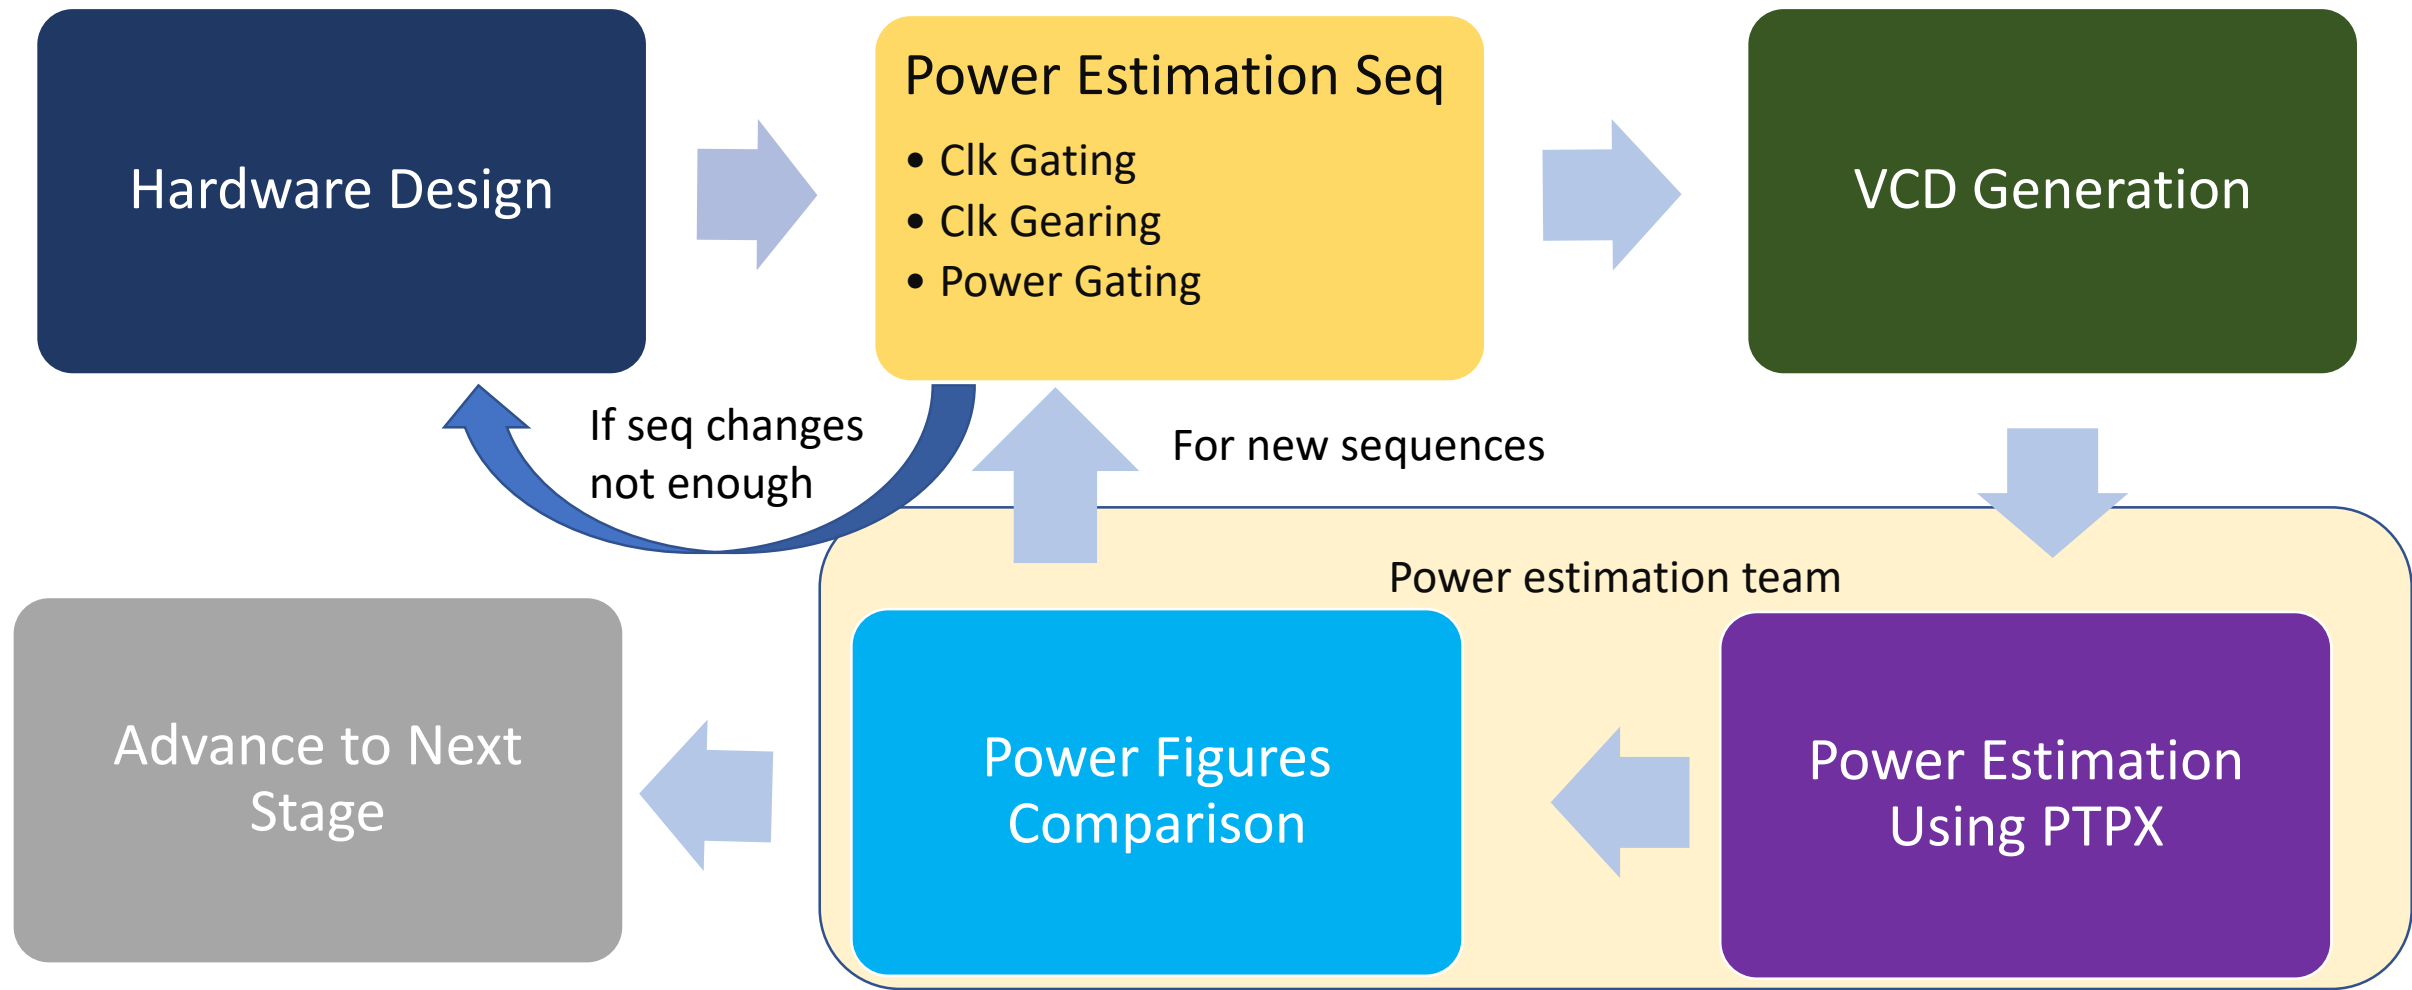 Hardware Design
Power Estimation Seq
• Clk Gating
• Clk Gearing
• Power Gating
VCD Generation
If seq changes
not enough
For new sequences
Power estimation team
Advance to Next
Stage
Power Figures
Comparison
Power Estimation
Using PTPX